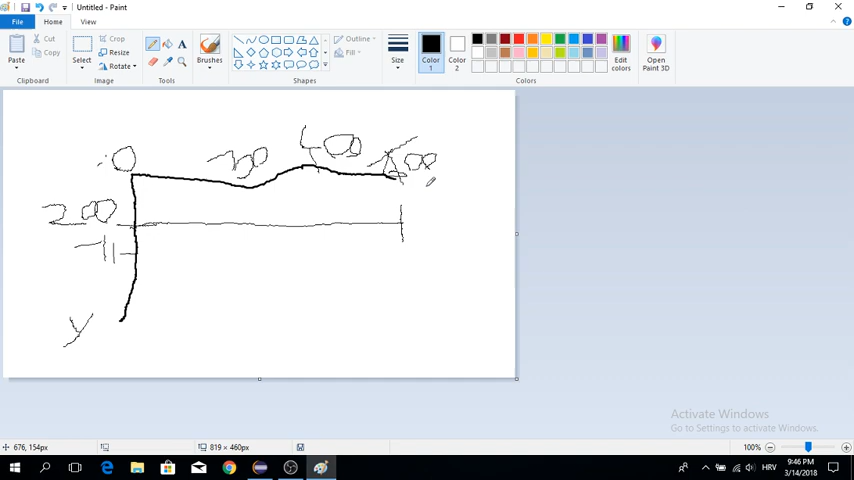 Untitled - Paint
File Home View
Paste
Cut
Copy
Clipboard
Select
Crop
Resize
Rotate
Image
Tools
A
Brushes
Shapes
Outline
Fill
Size
Color 1
Color 2
Edit colors
Colors
Open Paint 3D
0
400
200
y
Activate Windows
Go to Settings to activate Windows.
676, 154px
819 × 460px
100%
HRV
9:46 PM
3/14/2018